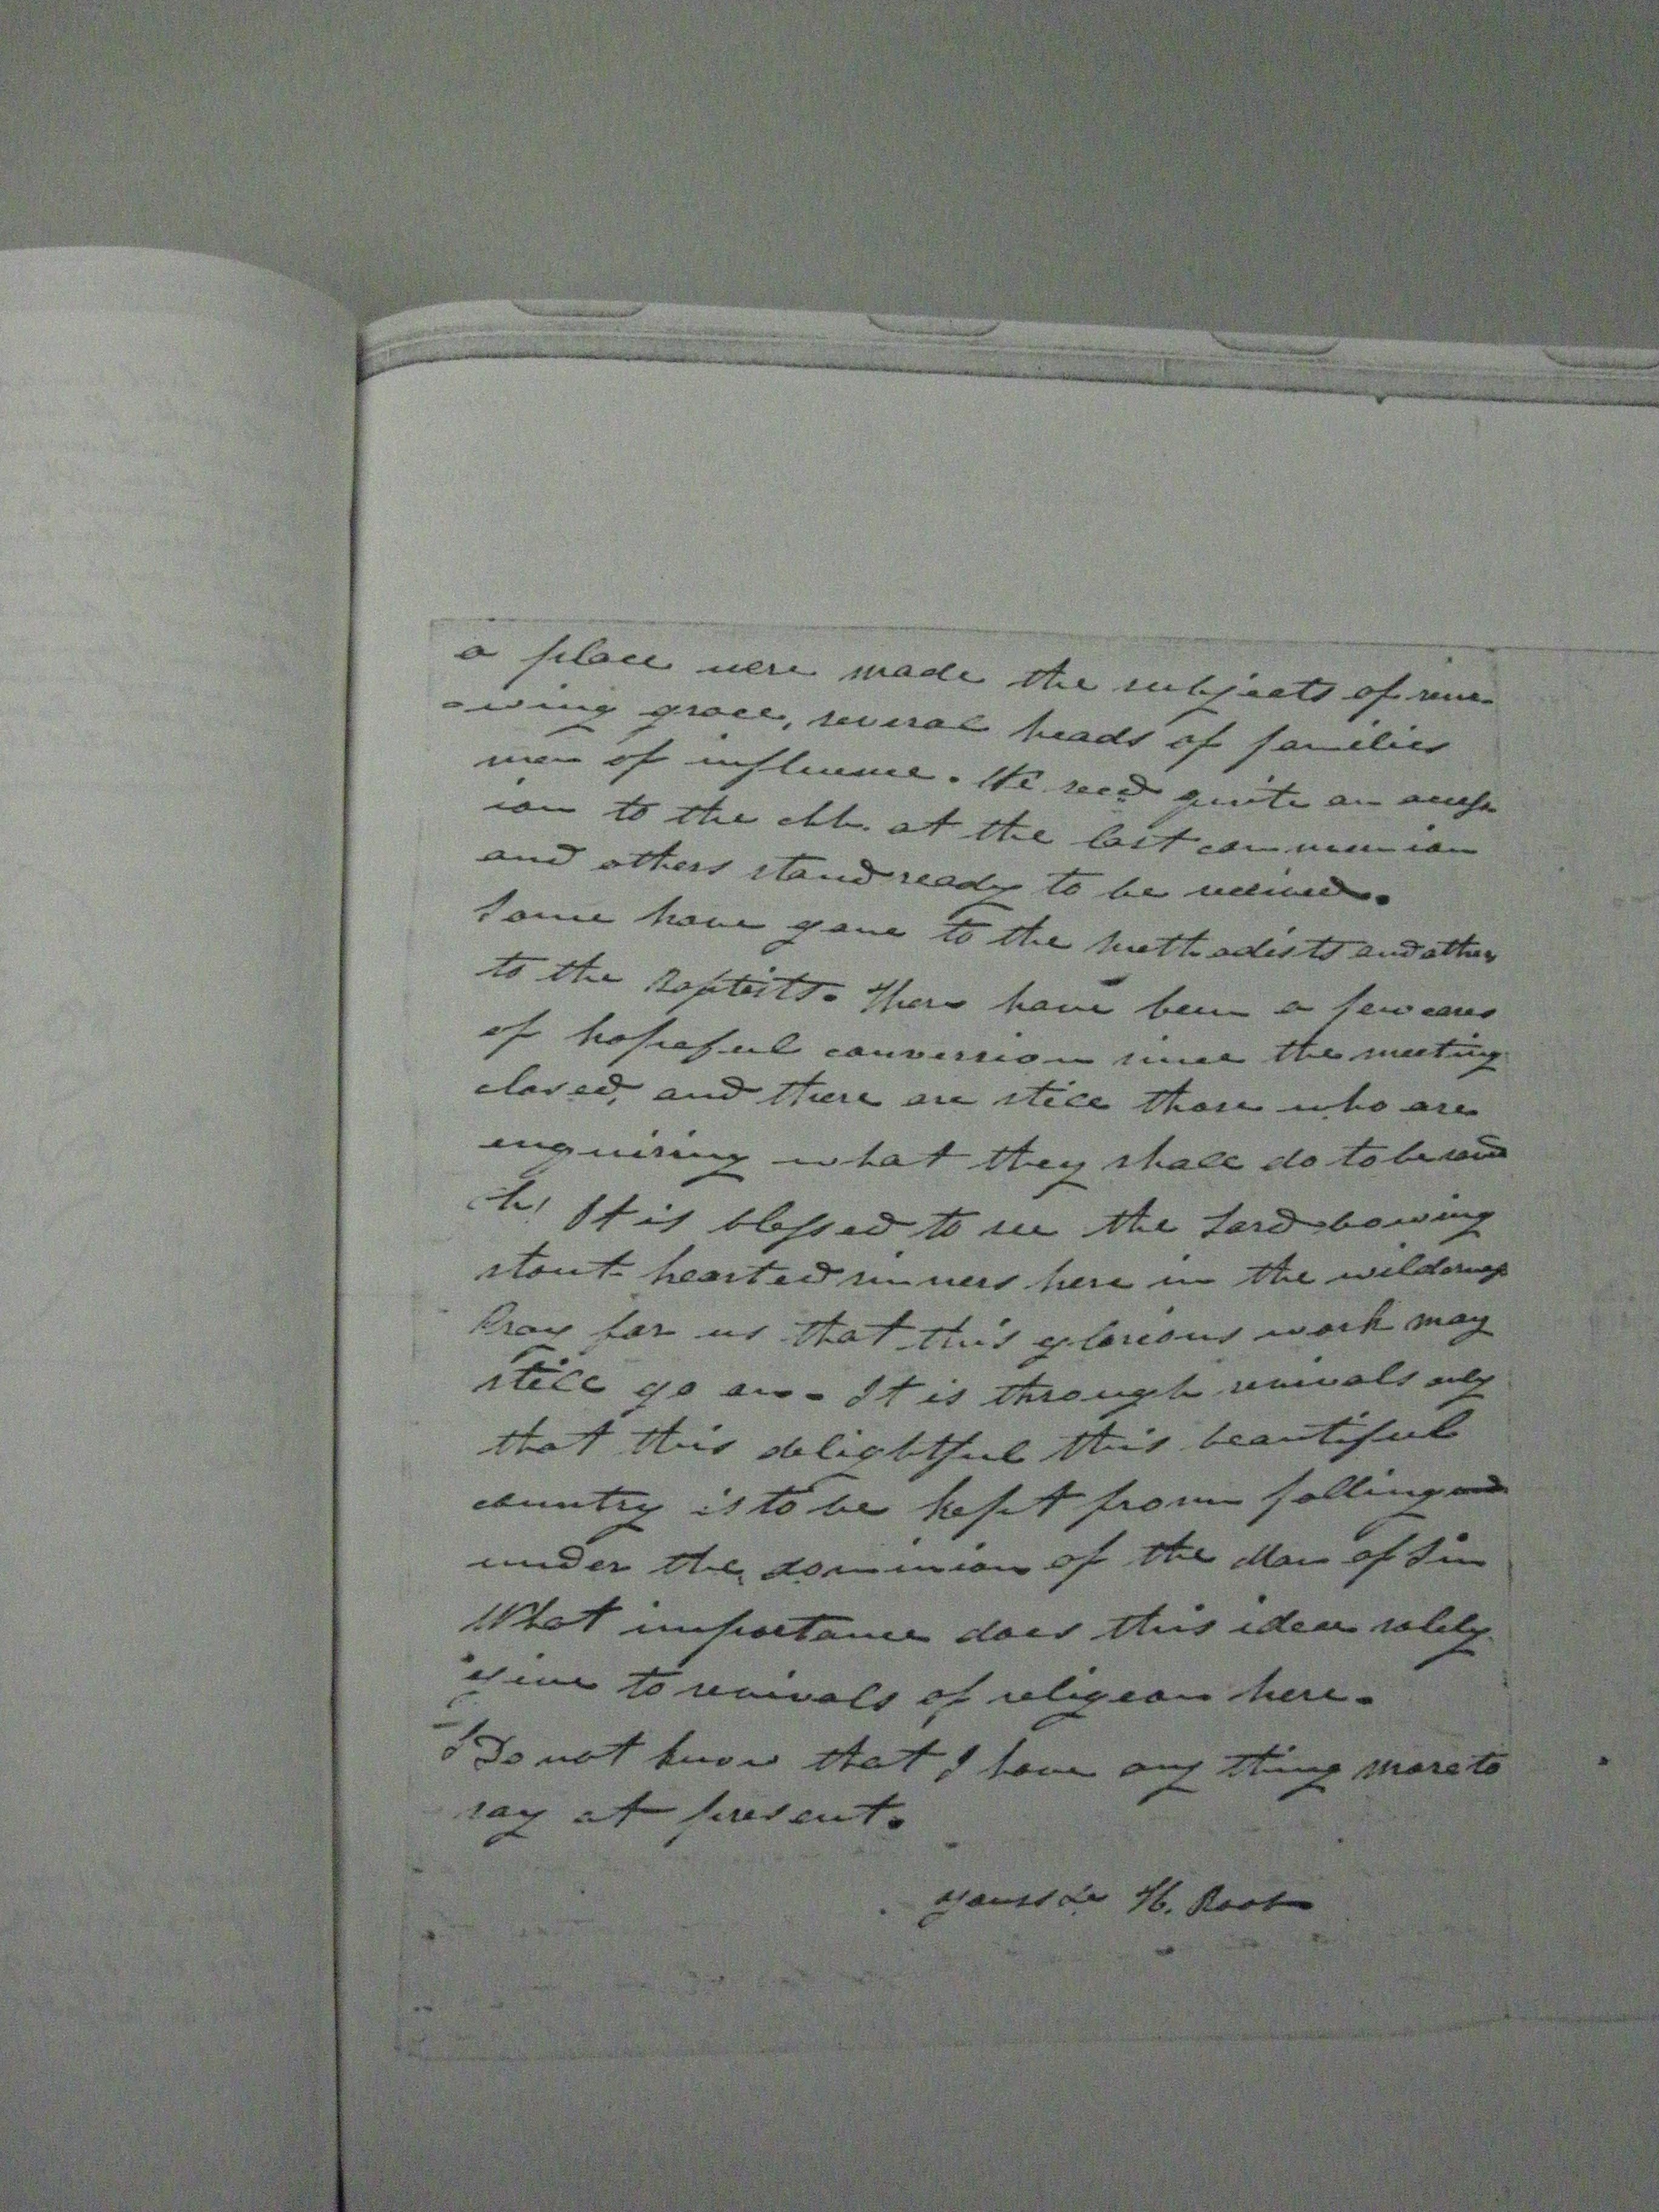 a place were made the subjects of rene
-wing grace, several heads of families
men of influence. We recd quite an access
ion to the chh. at the last communion
and others stand ready to be received.
Some have gone to the Methodists and others
to the Baptists. There have been a few cases
of hopeful conversion since the meeting
closed, and there are still those who are
enquiring what they shall do to be saved
Oh! It is blessed to see the Lord bowing
stout hearted sinners here in the wilderness
Pray for us that this glorious work may
still go on. It is through revivals only
that this delightful this beautiful
country is to be kept from falling
under the dominion of the Man of Sin
What importance does this idea solely
give to revivals of religion here.
I Do not know that I have any thing more to
say at present.
yours &c H. Root